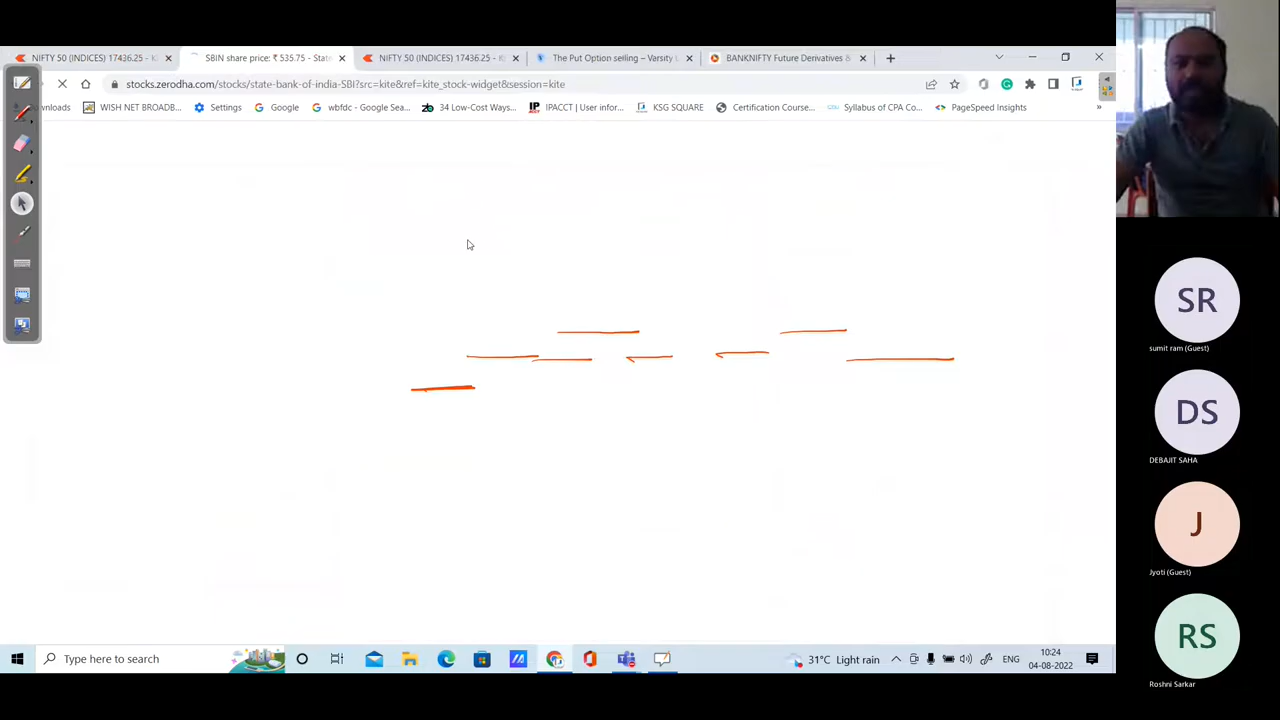 NIFTY 50 (INDICES) 17436.25 -
SBIN share price: ₹ 535.75 - State
NIFTY 50 (INDICES) 17436.25 -
The Put Option selling – Varsity
BANKNIFTY Future Derivatives &
stocks.zerodha.com/stocks/state-bank-of-india-SBI?src=kite&ref=kite_stock-widget&session=kite
ownloads
WISH NET BROADB...
Settings
Google
wbfdc - Google Sea...
34 Low-Cost Ways...
IPACCT | User infor...
KSG SQUARE
Certification Course...
Syllabus of CPA Co...
PageSpeed Insights
SR
sumit ram (Guest)
DS
DEBAJIT SAHA
J
Jyoti (Guest)
RS
Roshni Sarkar
Type here to search
31°C Light rain
ENG
10:24
04-08-2022